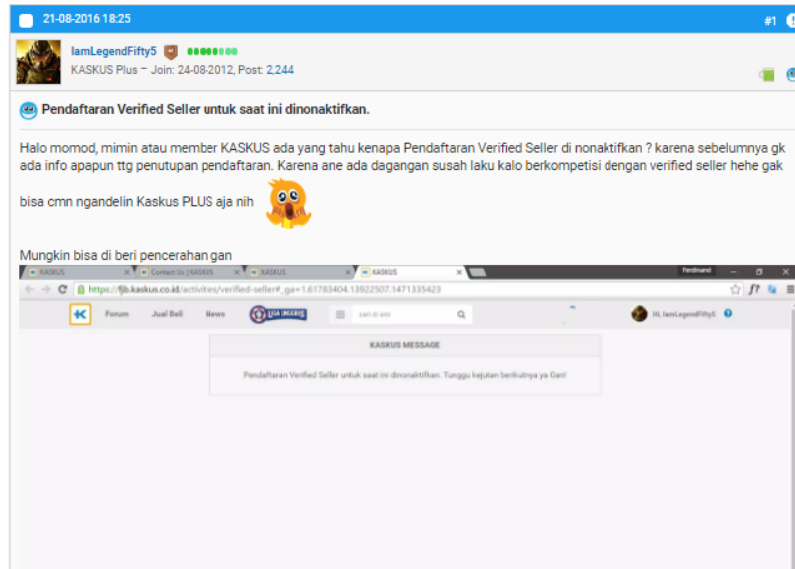 21-08-2016 18:25
#1
IamLegendFifty5
KASKUS Plus - Join: 24-08-2012, Post: 2,244
Pendaftaran Verified Seller untuk saat ini dinonaktifkan.
Halo momod, mimin atau member KASKUS ada yang tahu kenapa Pendaftaran Verified Seller di nonaktifkan ? karena sebelumnya gk
ada info apapun ttg penutupan pendaftaran. Karena ane ada dagangan susah laku kalo berkompetisi dengan verified seller hehe gak
bisa cmn ngandelin Kaskus PLUS aja nih
Mungkin bisa di beri pencerahan gan
KASKUS Contact Us | KASKUS KASKUS KASKUS Ferdinand
https://fjb.kaskus.co.id/activities/verified-seller#_ga=1.61783404.13922507.1471335423
Forum Jual Beli News LIGA INGGRIS cari di sini Hi, IamLegendFifty5
KASKUS MESSAGE
Pendaftaran Verified Seller untuk saat ini dinonaktifkan. Tunggu kejutan berikutnya ya Gan!